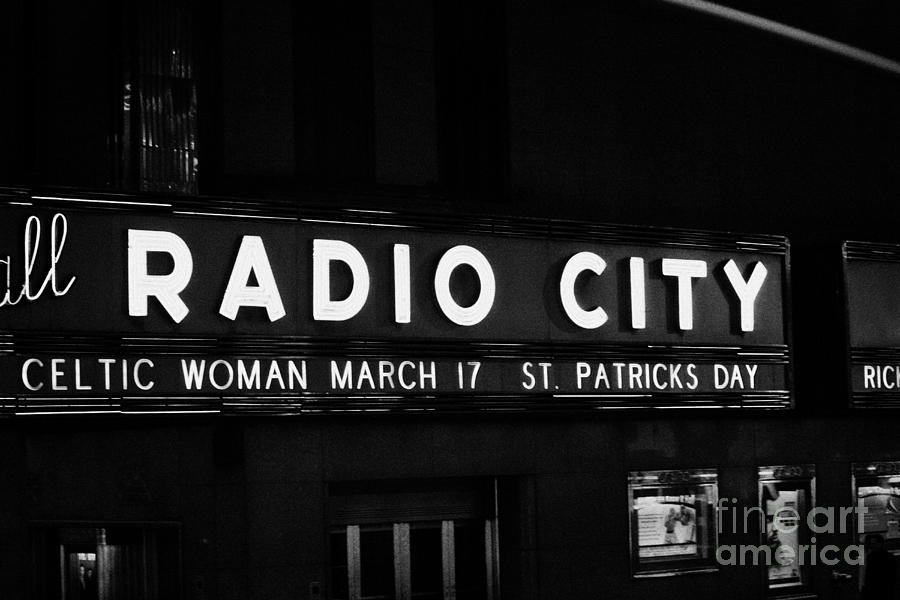 all RADIO CITY
CELTIC WOMAN MARCH 17 ST. PATRICKS DAY
RICK
fine art
america